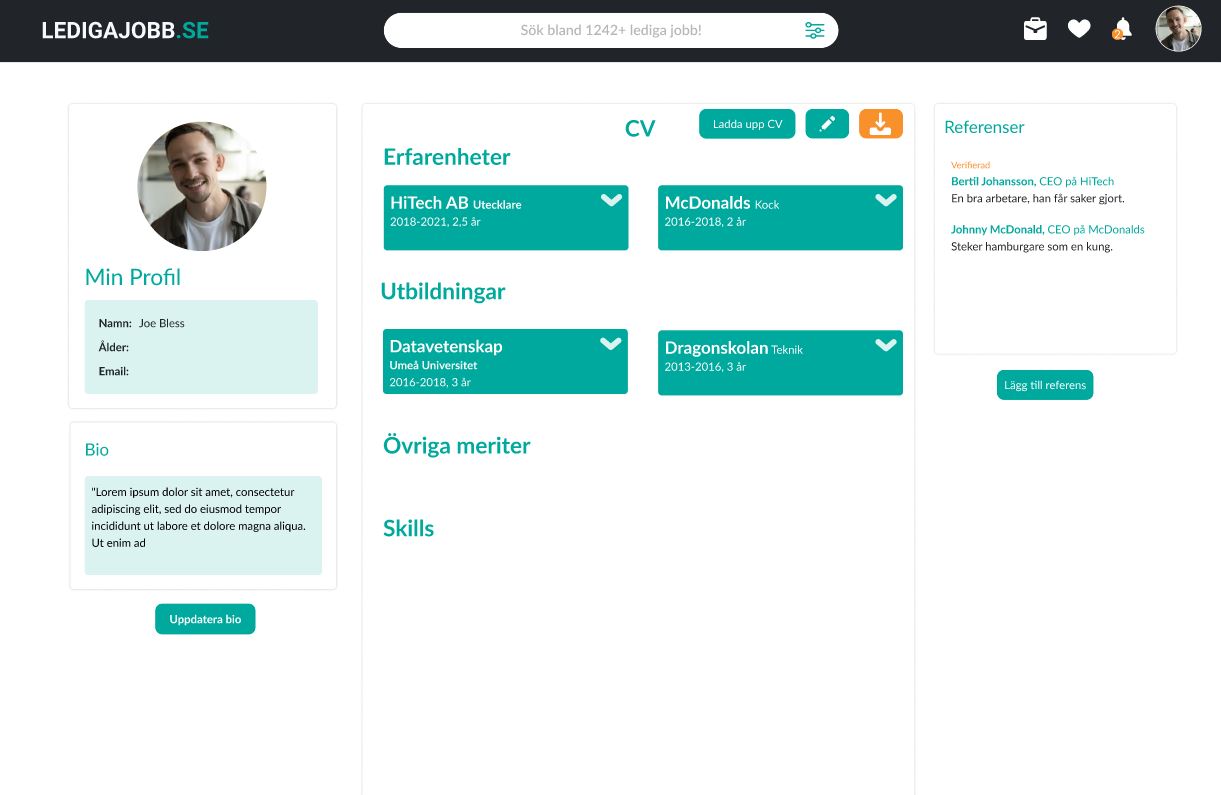 LEDIGAJOBB.SE
Sök bland 1242+ lediga jobb!
2
Min Profil
Namn: Joe Bless
Ålder:
Email:
Bio
"Lorem ipsum dolor sit amet, consectetur
adipiscing elit, sed do eiusmod tempor
incididunt ut labore et dolore magna aliqua.
Ut enim ad
Uppdatera bio
CV
Ladda upp CV
Erfarenheter
HiTech AB Utecklare
2018-2021, 2,5 år
McDonalds Kock
2016-2018, 2 år
Utbildningar
Datavetenskap
Umeå Universitet
2016-2018, 3 år
Dragonskolan Teknik
2013-2016, 3 år
Övriga meriter
Skills
Referenser
Verifierad
Bertil Johansson, CEO på HiTech
En bra arbetare, han får saker gjort.
Johnny McDonald, CEO på McDonalds
Steker hamburgare som en kung.
Lägg till referens